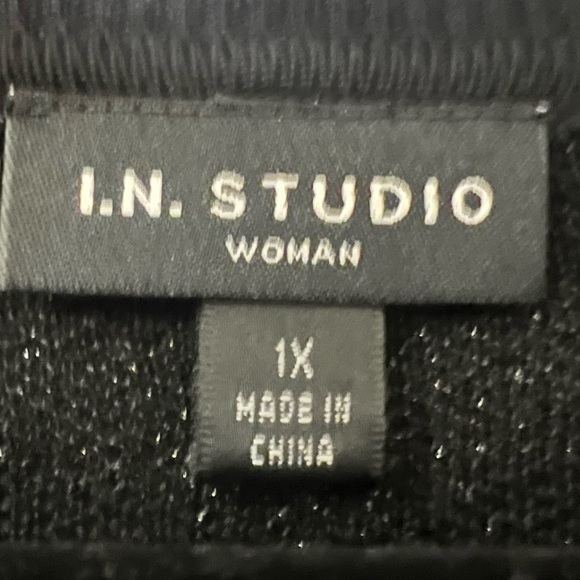 I.N. STUDIO
WOMAN
1X
MADE IN
CHINA